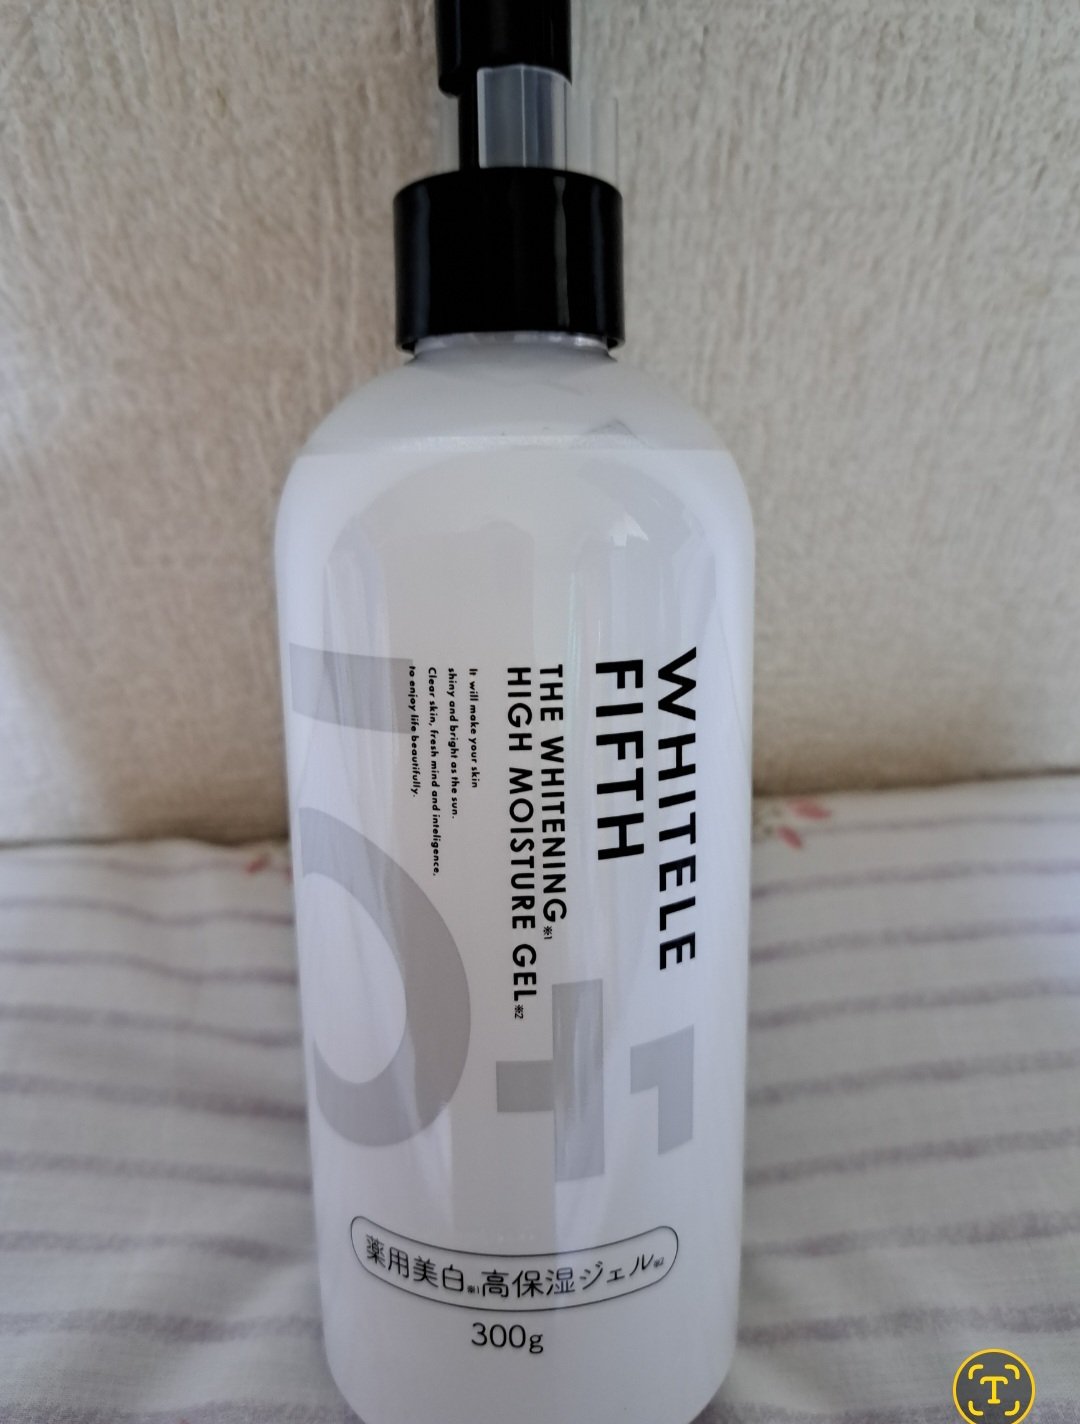 WHITELE
FIFTH
THE WHITENING※1
HIGH MOISTURE GEL※2
It will make your skin
shiny and bright as the sun.
Clear skin, fresh mind and inteligence,
to enjoy life beautifully.
5+1
薬用美白※1高保湿ジェル※2
300g
T